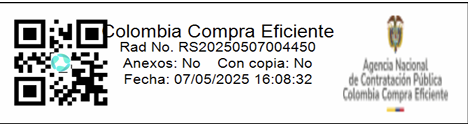 Colombia Compra Eficiente
Rad No. RS20250507004450
Anexos: No Con copia: No
Fecha: 07/05/2025 16:08:32
Agencia Nacional
de Contratación Pública
Colombia Compra Eficiente